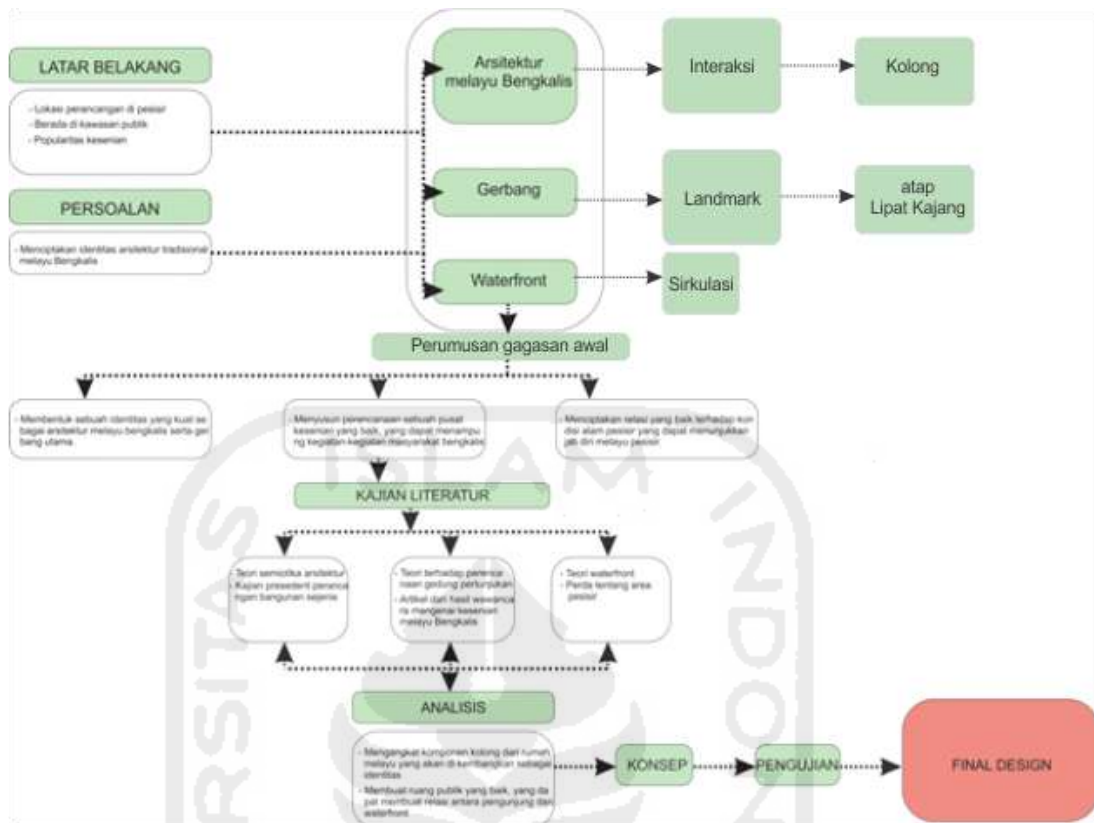 LATAR BELAKANG
- Lokasi perancangan di pesisir
- Berada di kawasan publik
- Popularitas kesenian
PERSOALAN
- Menciptakan identitas arsitektur tradisional
melayu Bengkalis
Arsitektur
melayu Bengkalis
Interaksi
Kolong
Gerbang
Landmark
atap
Lipat Kajang
Waterfront
Sirkulasi
Perumusan gagasan awal
- Membentuk sebuah identitas yang kuat se
bagai arsitektur melayu bengkalis serta ger
bang utama.
- Menyusun perencanaan sebuah pusat
kesenian yang baik, yang dapat menampu
ng kegiatan kegiatan masyarakat bengkalis
- Menciptakan relasi yang baik terhadap kon
disi alam pesisir yang dapat menunjukkan
jati diri melayu pesisir
KAJIAN LITERATUR
- Teori semiotika arsitektur
- Kajian presedent peranca
ngan bangunan sejenis
- Teori terhadap perenca
naan gedung pertunjukan
- Artikel dan hasil wawanca
ra mengenai kesenian
melayu Bengkalis
- Teori waterfront
- Perda tentang area
pesisir
ANALISIS
- Mengangkat komponen kolong dari rumah
melayu yang akan di kembangkan sebagai
identitas
- Membuat ruang publik yang baik, yang da
pat membuat relasi antara pengunjung dan
waterfront
KONSEP
PENGUJIAN
FINAL DESIGN
ISLAM